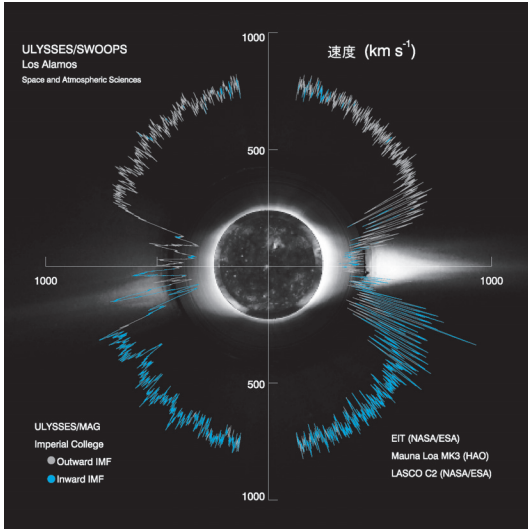 ULYSSES/SWOOPS
Los Alamos
Space and Atmospheric Sciences
1000
速度 (km s⁻¹)
500
1000
1000
500
ULYSSES/MAG
Imperial College
Outward IMF
Inward IMF
EIT (NASA/ESA)
Mauna Loa MK3 (HAO)
LASCO C2 (NASA/ESA)
1000